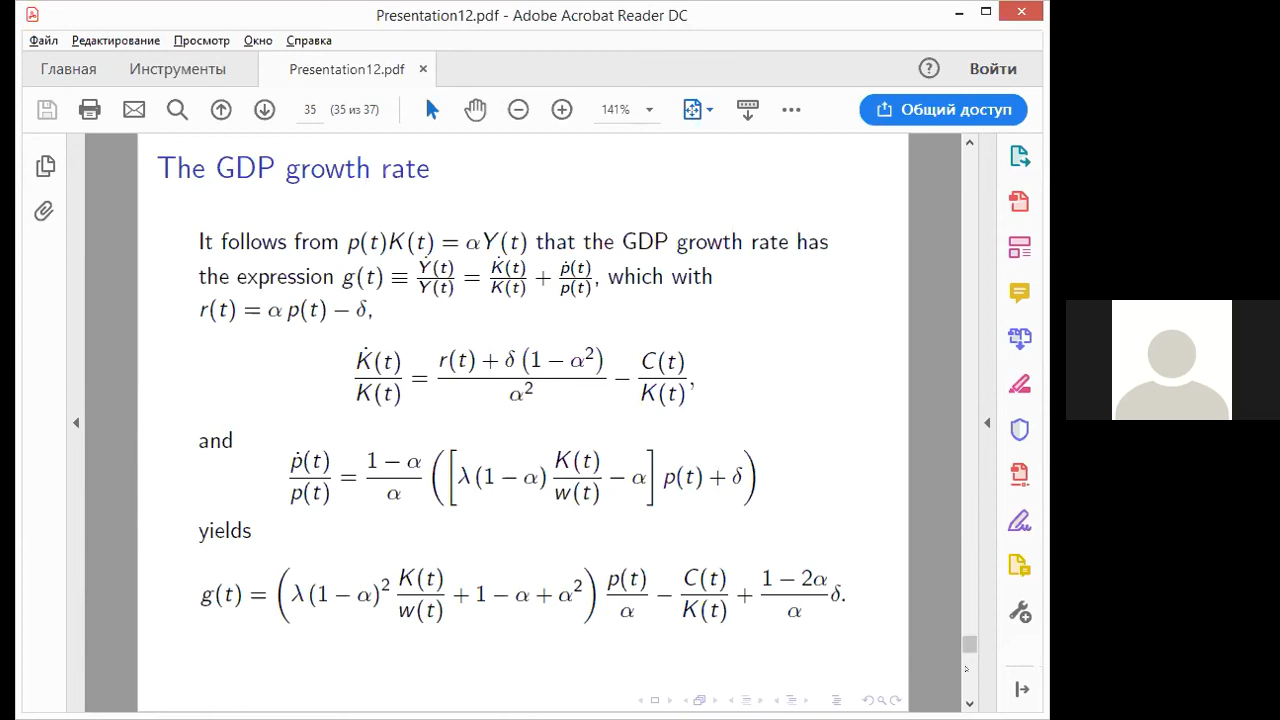 Presentation12.pdf - Adobe Acrobat Reader DC
Файл Редактирование Просмотр Окно Справка
Главная Инструменты Presentation12.pdf × Войти
35 (35 из 37) 141% Общий доступ
The GDP growth rate
It follows from p(t)K(t) = αY(t) that the GDP growth rate has
the expression g(t) ≡ Ẏ(t)/Y(t) = K̇(t)/K(t) + ṗ(t)/p(t), which with
r(t) = α p(t) − δ,
K̇(t)/K(t) = (r(t) + δ (1 − α²))/α² − C(t)/K(t),
and
ṗ(t)/p(t) = (1 − α)/α ([λ (1 − α) K(t)/w(t) − α] p(t) + δ)
yields
g(t) = (λ (1 − α)² K(t)/w(t) + 1 − α + α²) p(t)/α − C(t)/K(t) + (1 − 2α)/α δ.